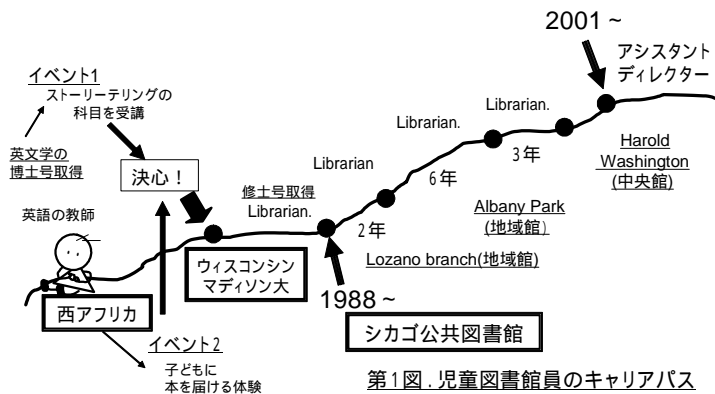 2001 ~
アシスタント
ディレクター
イベント1
ストーリーテリングの
科目を受講
英文学の
博士号取得
決心！
英語の教師
西アフリカ
イベント2
子どもに
本を届ける体験
修士号取得
Librarian.
ウィスコンシン
マディソン大
1988 ~
シカゴ公共図書館
Librarian
2年
Lozano branch(地域館)
Librarian.
6年
Albany Park
(地域館)
Librarian.
3年
Harold
Washington
(中央館)
第1図.児童図書館員のキャリアパス